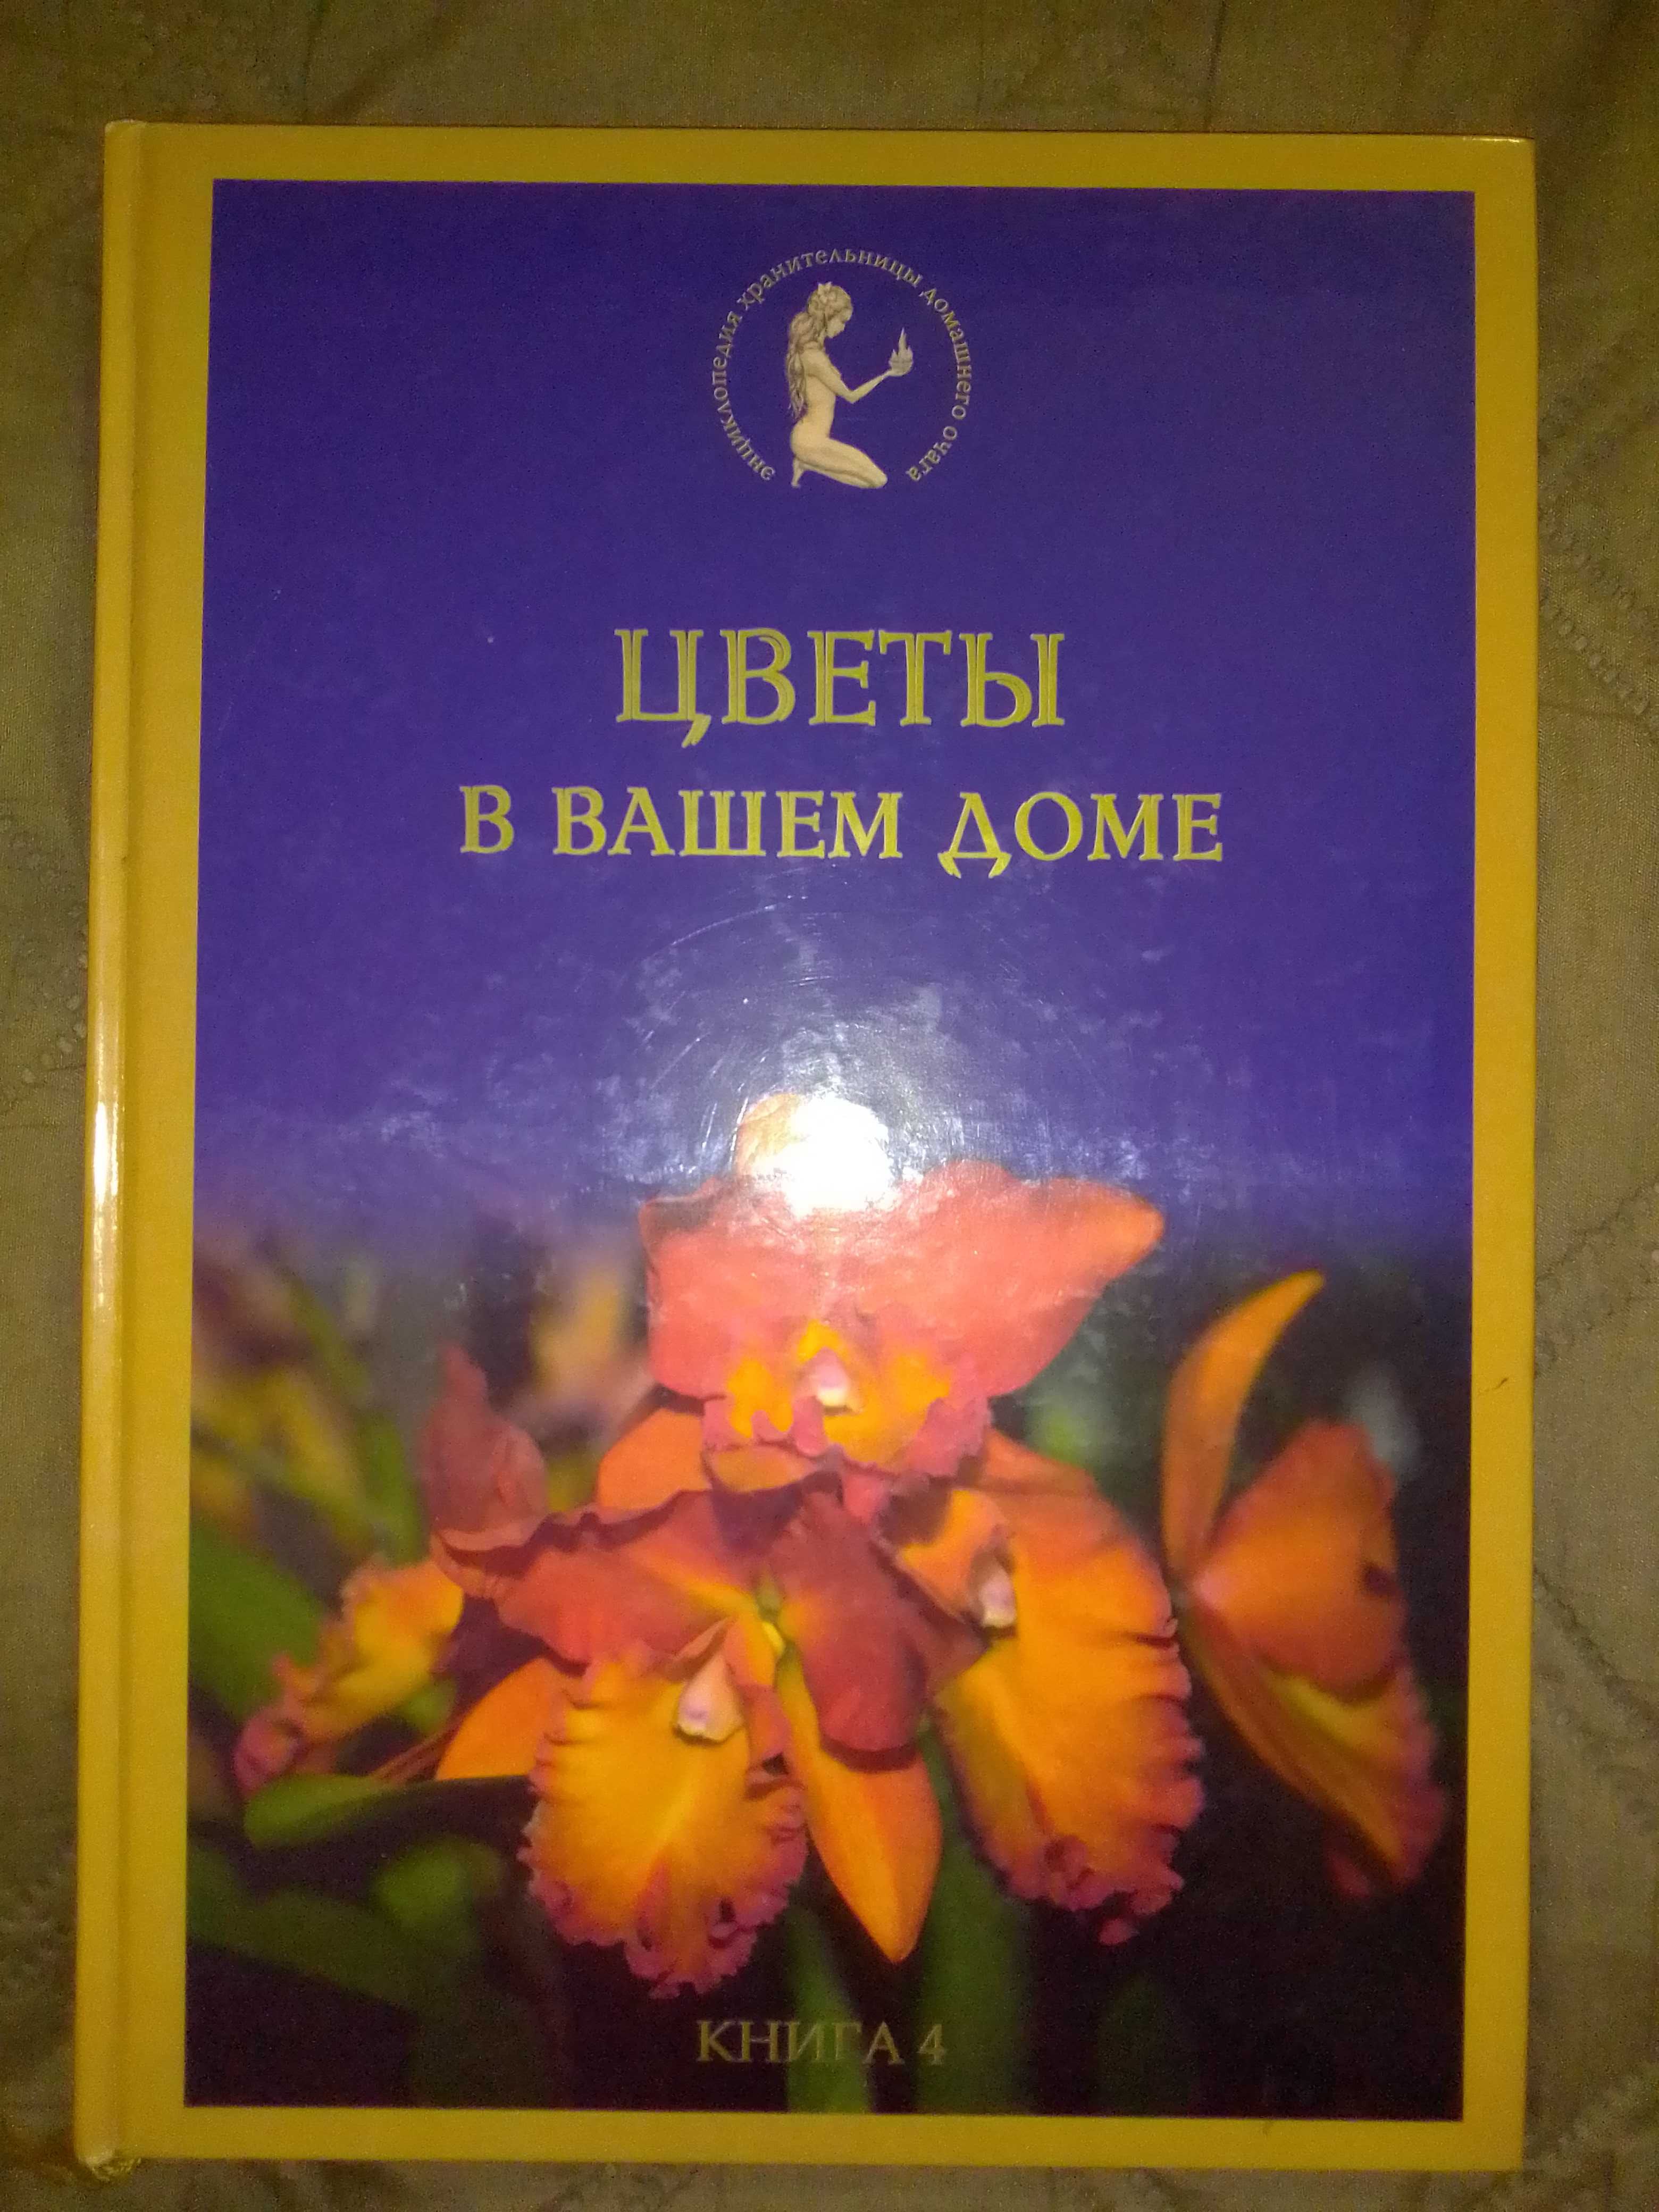 энциклопедия хранительницы домашнего очага
ЦВЕТЫ
В ВАШЕМ ДОМЕ
КНИГА 4